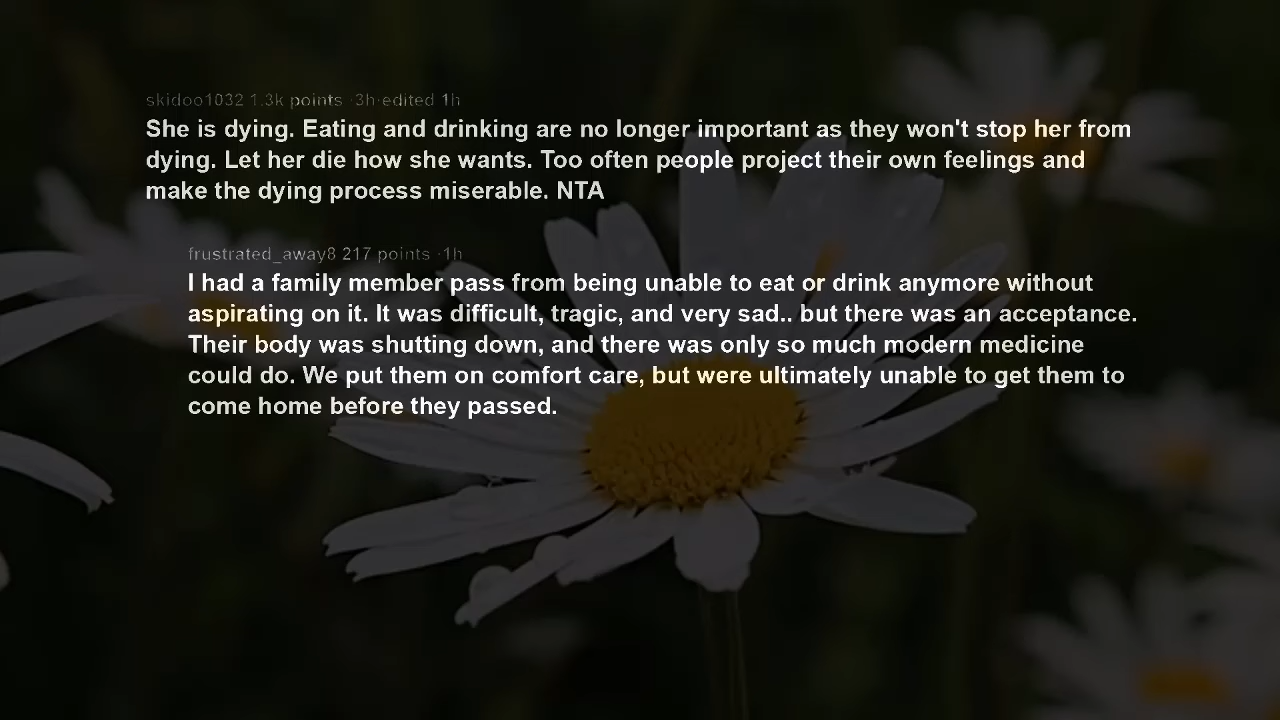 skidoo1032 1.3k points ·3h·edited 1h
She is dying. Eating and drinking are no longer important as they won't stop her from
dying. Let her die how she wants. Too often people project their own feelings and
make the dying process miserable. NTA
frustrated_away8 217 points ·1h
I had a family member pass from being unable to eat or drink anymore without
aspirating on it. It was difficult, tragic, and very sad.. but there was an acceptance.
Their body was shutting down, and there was only so much modern medicine
could do. We put them on comfort care, but were ultimately unable to get them to
come home before they passed.